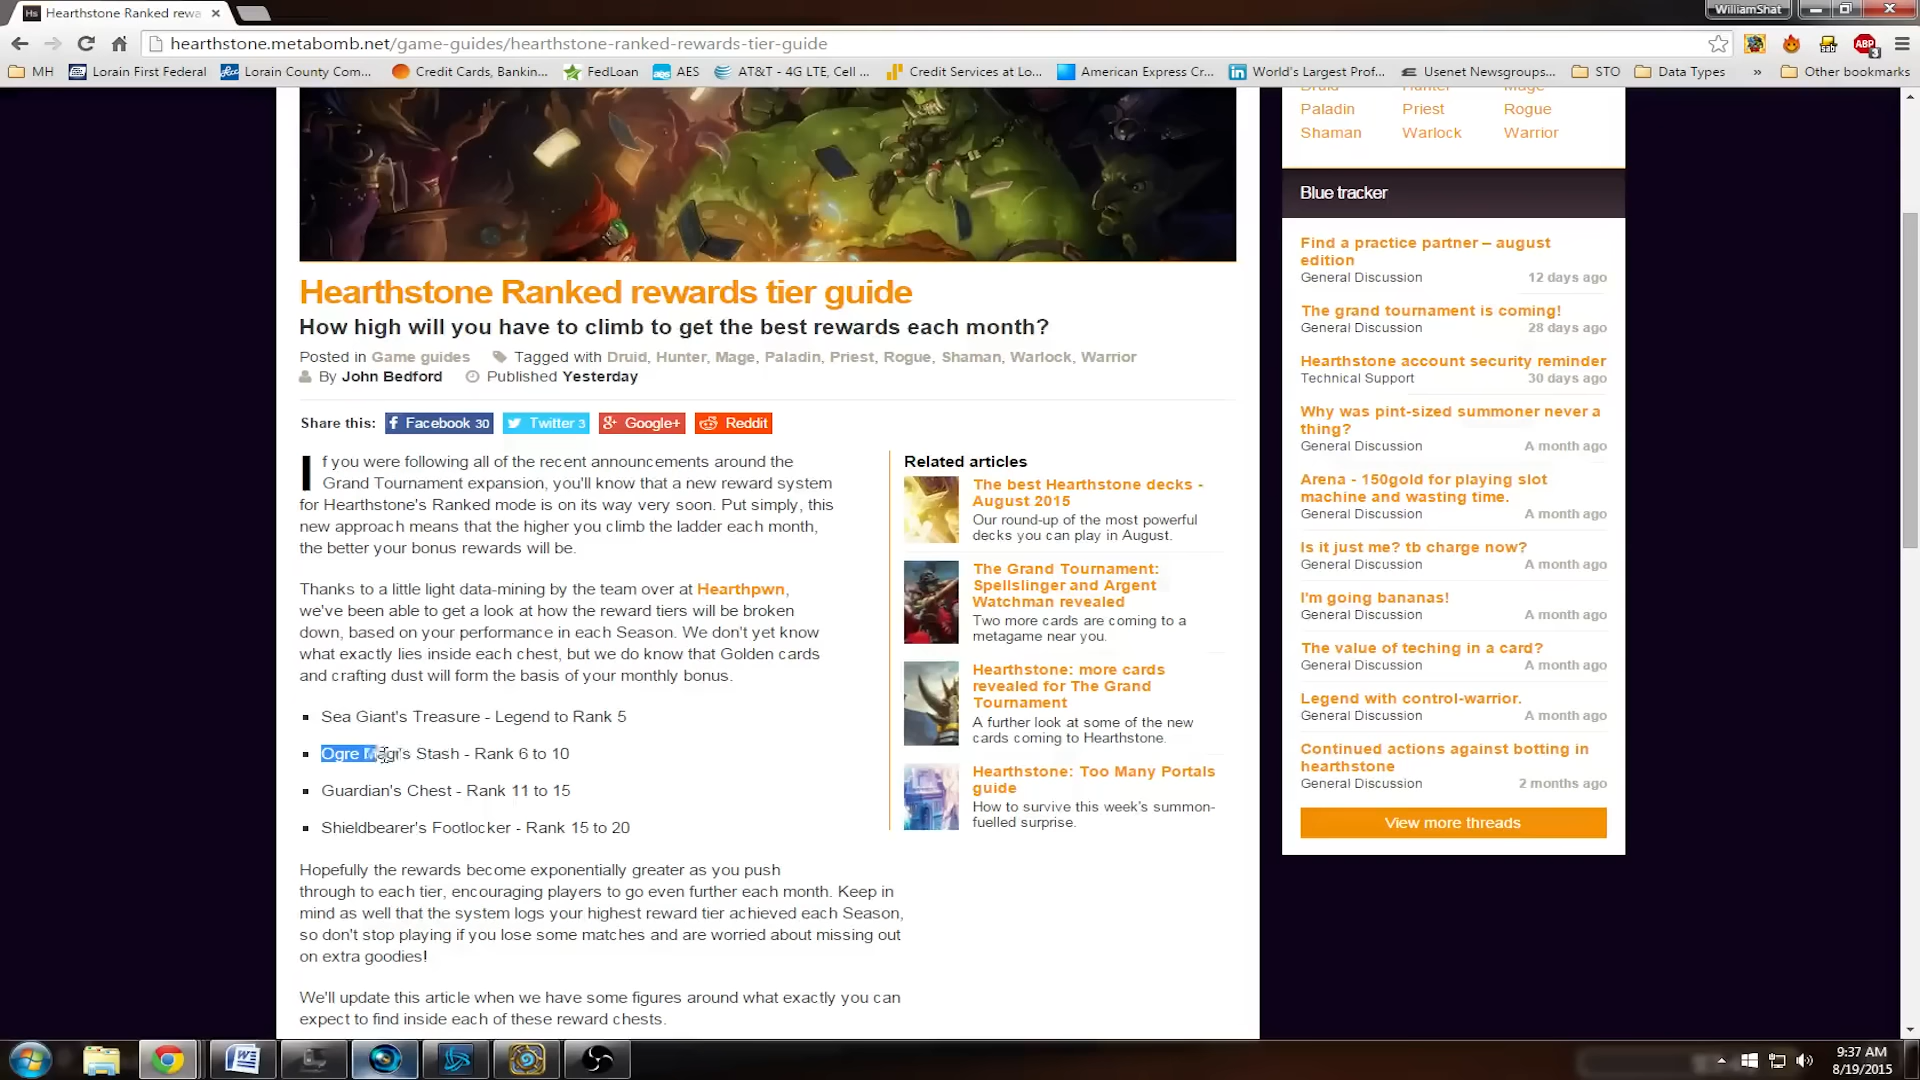 Hs Hearthstone Ranked rewa
WilliamShat
hearthstone.metabomb.net/game-guides/hearthstone-ranked-rewards-tier-guide
ABP 3
MH Lorain First Federal Lorain County Com... Credit Cards, Bankin... FedLoan AES AT&T - 4G LTE, Cell ... Credit Services at Lo... American Express Cr... World's Largest Prof... Usenet Newsgroups... STO Data Types » Other bookmarks
Druid Hunter Mage
Paladin Priest Rogue
Shaman Warlock Warrior
Hearthstone Ranked rewards tier guide
How high will you have to climb to get the best rewards each month?
Posted in Game guides Tagged with Druid, Hunter, Mage, Paladin, Priest, Rogue, Shaman, Warlock, Warrior
By John Bedford Published Yesterday
Share this: Facebook 30 Twitter 3 Google+ Reddit
If you were following all of the recent announcements around the
Grand Tournament expansion, you'll know that a new reward system
for Hearthstone's Ranked mode is on its way very soon. Put simply, this
new approach means that the higher you climb the ladder each month,
the better your bonus rewards will be.
Thanks to a little light data-mining by the team over at Hearthpwn,
we've been able to get a look at how the reward tiers will be broken
down, based on your performance in each Season. We don't yet know
what exactly lies inside each chest, but we do know that Golden cards
and crafting dust will form the basis of your monthly bonus.
Sea Giant's Treasure - Legend to Rank 5
Ogre Magi's Stash - Rank 6 to 10
Guardian's Chest - Rank 11 to 15
Shieldbearer's Footlocker - Rank 15 to 20
Hopefully the rewards become exponentially greater as you push
through to each tier, encouraging players to go even further each month. Keep in
mind as well that the system logs your highest reward tier achieved each Season,
so don't stop playing if you lose some matches and are worried about missing out
on extra goodies!
We'll update this article when we have some figures around what exactly you can
expect to find inside each of these reward chests.
Related articles
The best Hearthstone decks -
August 2015
Our round-up of the most powerful
decks you can play in August.
The Grand Tournament:
Spellslinger and Argent
Watchman revealed
Two more cards are coming to a
metagame near you.
Hearthstone: more cards
revealed for The Grand
Tournament
A further look at some of the new
cards coming to Hearthstone.
Hearthstone: Too Many Portals
guide
How to survive this week's summon-
fuelled surprise.
Blue tracker
Find a practice partner – august
edition
General Discussion 12 days ago
The grand tournament is coming!
General Discussion 28 days ago
Hearthstone account security reminder
Technical Support 30 days ago
Why was pint-sized summoner never a
thing?
General Discussion A month ago
Arena - 150gold for playing slot
machine and wasting time.
General Discussion A month ago
Is it just me? tb charge now?
General Discussion A month ago
I'm going bananas!
General Discussion A month ago
The value of teching in a card?
General Discussion A month ago
Legend with control-warrior.
General Discussion A month ago
Continued actions against botting in
hearthstone
General Discussion 2 months ago
View more threads
9:37 AM
8/19/2015